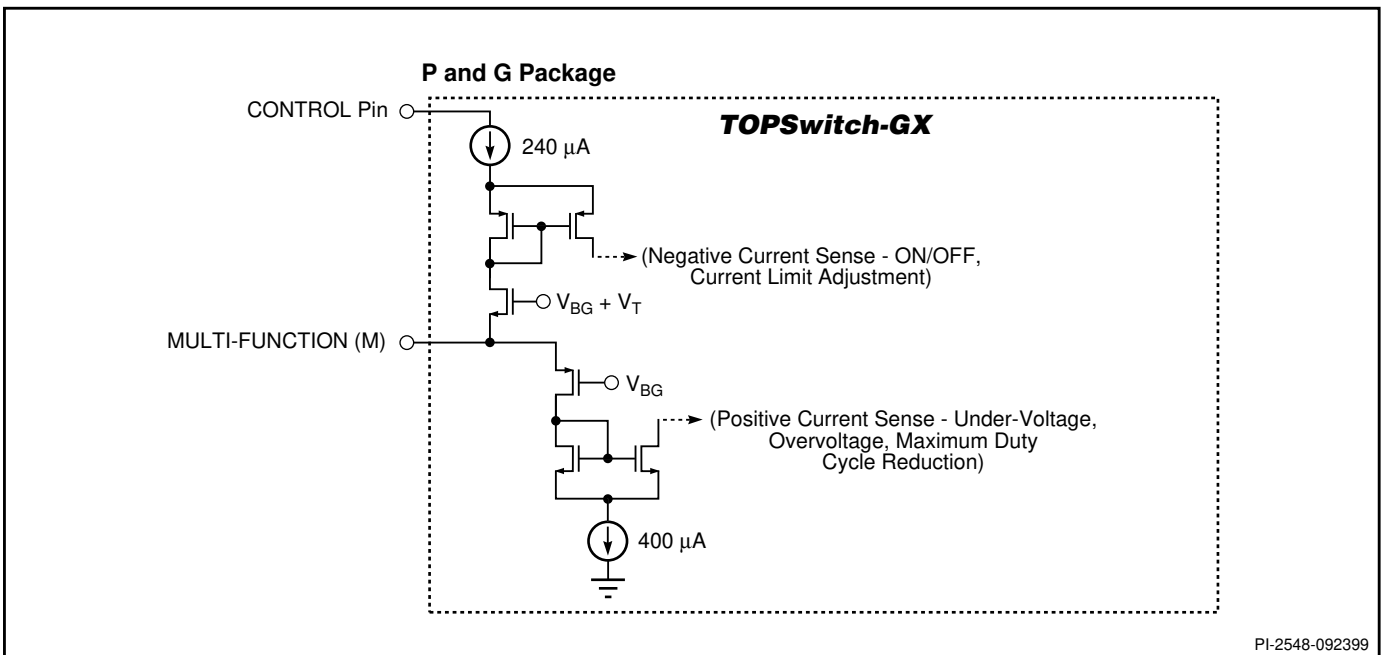 P and G Package
CONTROL Pin
TOPSwitch-GX
240 μA
(Negative Current Sense - ON/OFF,
Current Limit Adjustment)
V_BG + V_T
MULTI-FUNCTION (M)
V_BG
(Positive Current Sense - Under-Voltage,
Overvoltage, Maximum Duty
Cycle Reduction)
400 μA
PI-2548-092399